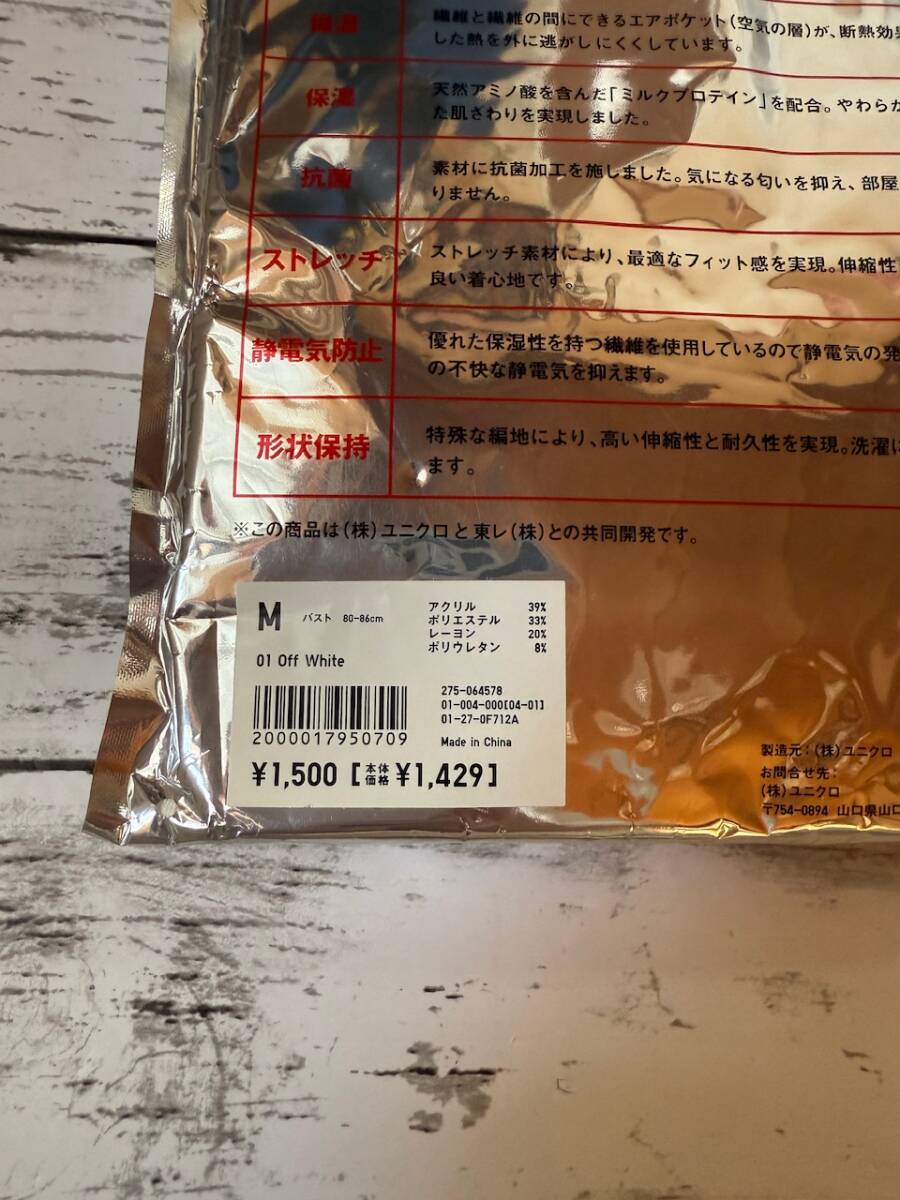 保温
繊維と繊維の間にできるエアポケット(空気の層)が、断熱効果
した熱を外に逃がしにくくしています。
保湿
天然アミノ酸を含んだ「ミルクプロテイン」を配合。やわらか
た肌ざわりを実現しました。
抗菌
素材に抗菌加工を施しました。気になる匂いを抑え、部屋
りません。
ストレッチ
ストレッチ素材により、最適なフィット感を実現。伸縮性
良い着心地です。
静電気防止
優れた保湿性を持つ繊維を使用しているので静電気の発
の不快な静電気を抑えます。
形状保持
特殊な編地により、高い伸縮性と耐久性を実現。洗濯に
ます。
※この商品は(株)ユニクロと東レ(株)との共同開発です。
M バスト 80-86cm
01 Off White
アクリル 39%
ポリエステル 33%
レーヨン 20%
ポリウレタン 8%
2000017950709
275-064578
01-004-000[04-01]
01-27-0F712A
Made in China
¥1,500 [本体価格 ¥1,429]
製造元:(株)ユニクロ
お問合せ先:
(株)ユニクロ
〒754-0894 山口県山口